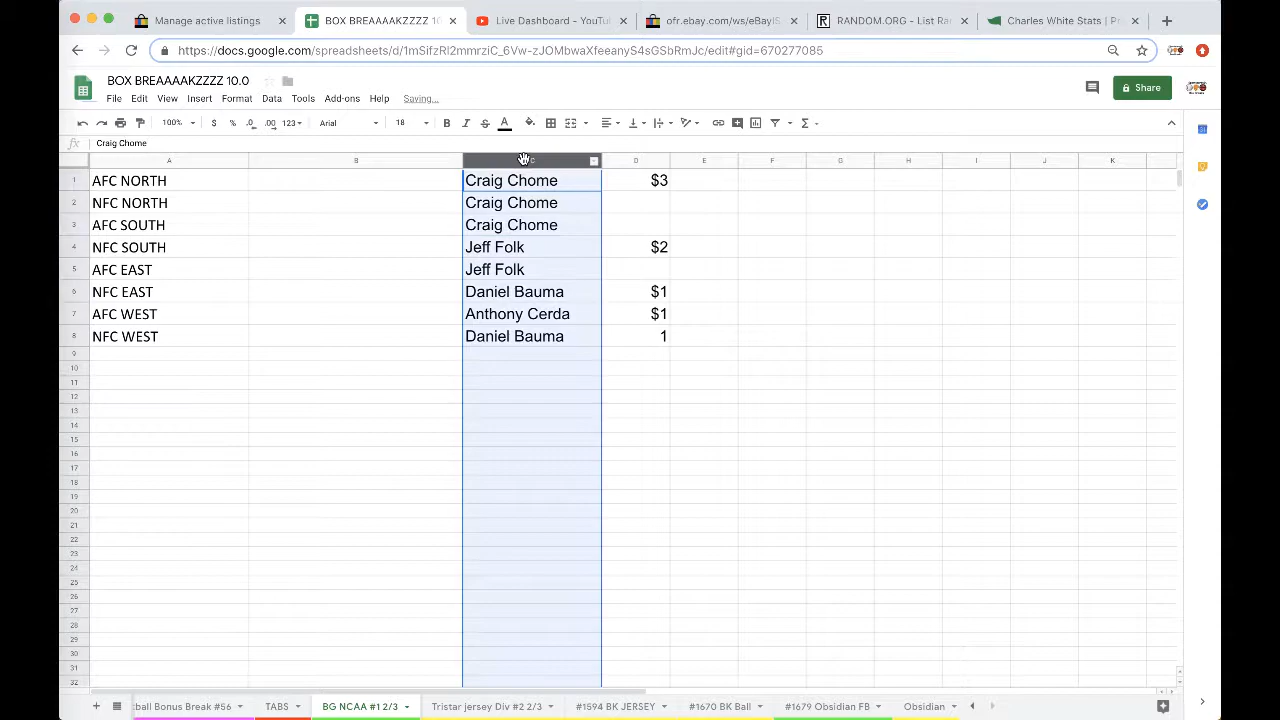 Manage active listings
BOX BREAAAAKZZZZ 10.0
Live Dashboard - YouTu
ofr.ebay.com/ws/eBayIS
RANDOM.ORG - List Ra
Charles White Stats | P
https://docs.google.com/spreadsheets/d/1mSifzRl2mmrziC_6Vw-zJOMbwaXfeeanyS4sGSbRmJc/edit#gid=670277085
BOX BREAAAAKZZZZ 10.0
File Edit View Insert Format Data Tools Add-ons Help Saving...
Share
100% $ % .0 .00 123 Arial 18 B I S A
fx Craig Chome
A B C D E F G H I J K
1 AFC NORTH Craig Chome $3
2 NFC NORTH Craig Chome
3 AFC SOUTH Craig Chome
4 NFC SOUTH Jeff Folk $2
5 AFC EAST Jeff Folk
6 NFC EAST Daniel Bauma $1
7 AFC WEST Anthony Cerda $1
8 NFC WEST Daniel Bauma 1
9
10
11
12
13
14
15
16
17
18
19
20
21
22
23
24
25
26
27
28
29
30
31
32
ball Bonus Break #56 TABS BG NCAA #1 2/3 Tristar jersey Div #2 2/3 #1594 BK JERSEY #1670 BK Ball #1679 Obsidian FB Obsidian